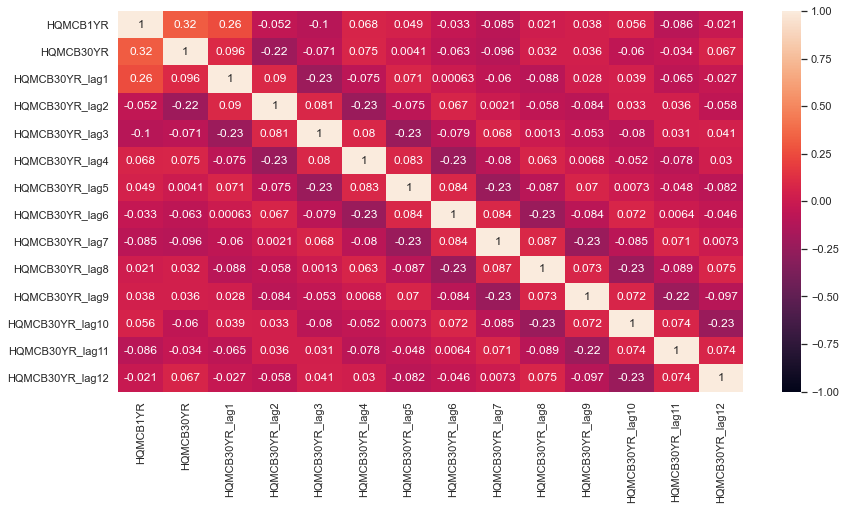 HQMCB1YR 1 0.32 0.26 -0.052 -0.1 0.068 0.049 -0.033 -0.085 0.021 0.038 0.056 -0.086 -0.021
HQMCB30YR 0.32 1 0.096 -0.22 -0.071 0.075 0.0041 -0.063 -0.096 0.032 0.036 -0.06 -0.034 0.067
HQMCB30YR_lag1 0.26 0.096 1 0.09 -0.23 -0.075 0.071 0.00063 -0.06 -0.088 0.028 0.039 -0.065 -0.027
HQMCB30YR_lag2 -0.052 -0.22 0.09 1 0.081 -0.23 -0.075 0.067 0.0021 -0.058 -0.084 0.033 0.036 -0.058
HQMCB30YR_lag3 -0.1 -0.071 -0.23 0.081 1 0.08 -0.23 -0.079 0.068 0.0013 -0.053 -0.08 0.031 0.041
HQMCB30YR_lag4 0.068 0.075 -0.075 -0.23 0.08 1 0.083 -0.23 -0.08 0.063 0.0068 -0.052 -0.078 0.03
HQMCB30YR_lag5 0.049 0.0041 0.071 -0.075 -0.23 0.083 1 0.084 -0.23 -0.087 0.07 0.0073 -0.048 -0.082
HQMCB30YR_lag6 -0.033 -0.063 0.00063 0.067 -0.079 -0.23 0.084 1 0.084 -0.23 -0.084 0.072 0.0064 -0.046
HQMCB30YR_lag7 -0.085 -0.096 -0.06 0.0021 0.068 -0.08 -0.23 0.084 1 0.087 -0.23 -0.085 0.071 0.0073
HQMCB30YR_lag8 0.021 0.032 -0.088 -0.058 0.0013 0.063 -0.087 -0.23 0.087 1 0.073 -0.23 -0.089 0.075
HQMCB30YR_lag9 0.038 0.036 0.028 -0.084 -0.053 0.0068 0.07 -0.084 -0.23 0.073 1 0.072 -0.22 -0.097
HQMCB30YR_lag10 0.056 -0.06 0.039 0.033 -0.08 -0.052 0.0073 0.072 -0.085 -0.23 0.072 1 0.074 -0.23
HQMCB30YR_lag11 -0.086 -0.034 -0.065 0.036 0.031 -0.078 -0.048 0.0064 0.071 -0.089 -0.22 0.074 1 0.074
HQMCB30YR_lag12 -0.021 0.067 -0.027 -0.058 0.041 0.03 -0.082 -0.046 0.0073 0.075 -0.097 -0.23 0.074 1
HQMCB1YR
HQMCB30YR
HQMCB30YR_lag1
HQMCB30YR_lag2
HQMCB30YR_lag3
HQMCB30YR_lag4
HQMCB30YR_lag5
HQMCB30YR_lag6
HQMCB30YR_lag7
HQMCB30YR_lag8
HQMCB30YR_lag9
HQMCB30YR_lag10
HQMCB30YR_lag11
HQMCB30YR_lag12
1.00
0.75
0.50
0.25
0.00
−0.25
−0.50
−0.75
−1.00